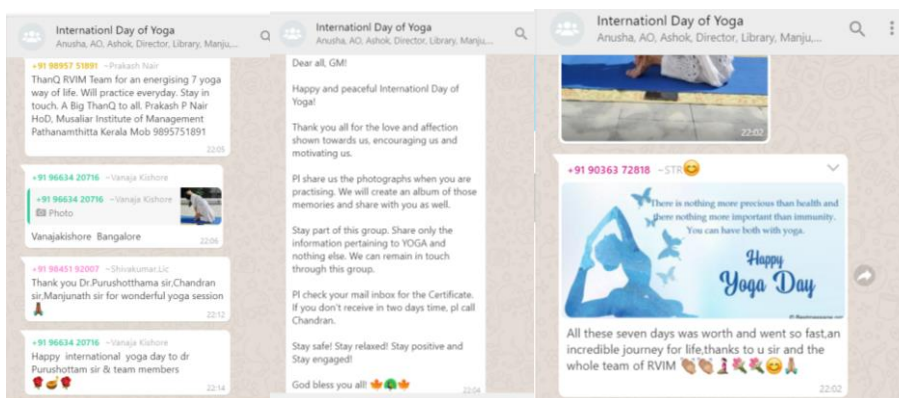 Internationl Day of Yoga
Anusha, AO, Ashok, Director, Library, Manju,...
+91 98957 51891 ~Prakash Nair
ThanQ RVIM Team for an energising 7 yoga
way of life. Will practice everyday. Stay in
touch. A Big ThanQ to all. Prakash P Nair
HoD, Musaliar Institute of Management
Pathanamthitta Kerala Mob 9895751891
22:05
+91 96634 20716 ~Vanaja Kishore
+91 96634 20716 ~Vanaja Kishore
Photo
Vanajakishore Bangalore
22:06
+91 98451 92007 ~Shivakumar.Lic
Thank you Dr.Purushotthama sir,Chandran
sir,Manjunath sir for wonderful yoga session
🙏
22:12
+91 96634 20716 ~Vanaja Kishore
Happy international yoga day to dr
Purushottam sir & team members
22:14
Internationl Day of Yoga
Anusha, AO, Ashok, Director, Library, Manju,...
Dear all, GM!
Happy and peaceful Internationl Day of
Yoga!
Thank you all for the love and affection
shown towards us, encouraging us and
motivating us.
Pl share us the photographs when you are
practising. We will create an album of those
memories and share with you as well.
Stay part of this group. Share only the
information pertaining to YOGA and
nothing else. We can remain in touch
through this group.
Pl check your mail inbox for the Certificate.
If you don't receive in two days time, pl call
Chandran.
Stay safe! Stay relaxed! Stay positive and
Stay engaged!
God bless you all!
22:04
Internationl Day of Yoga
Anusha, AO, Ashok, Director, Library, Manju,...
22:02
+91 90363 72818 ~STR😊
There is nothing more precious than health and
there nothing more important than immunity.
You can have both with yoga.
Happy
Yoga Day
All these seven days was worth and went so fast,an
incredible journey for life,thanks to u sir and the
whole team of RVIM
22:02